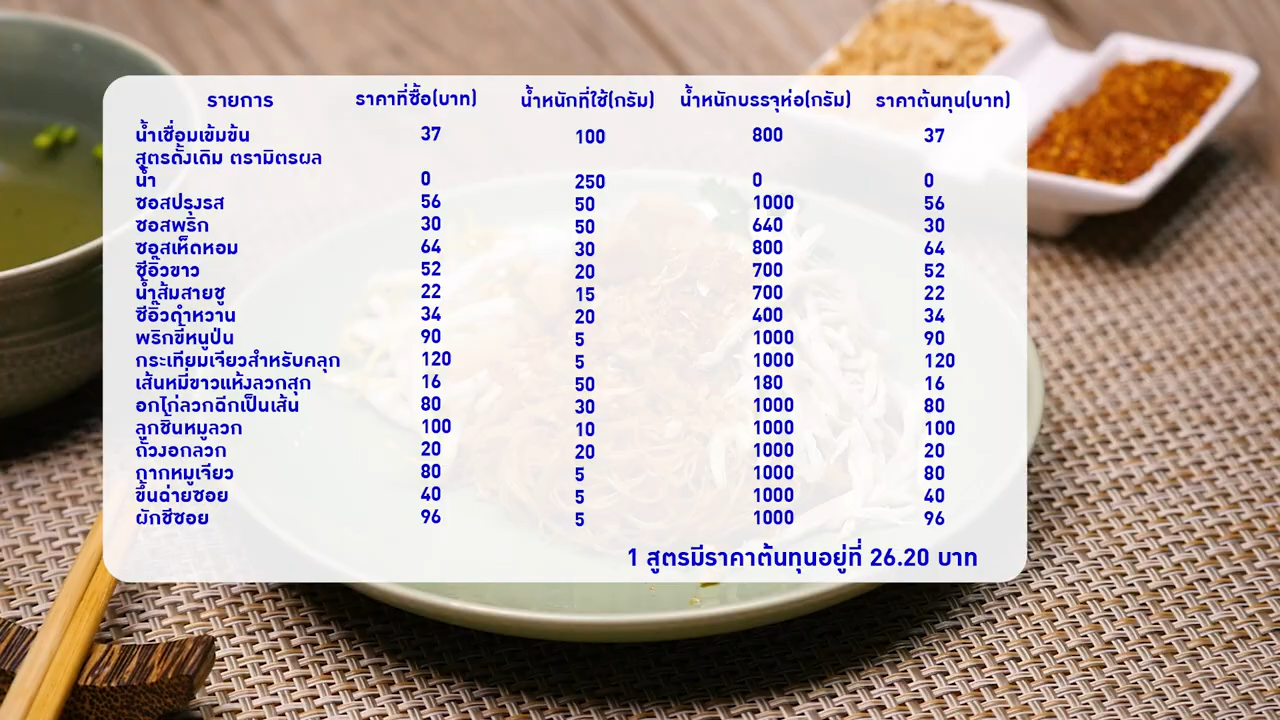 รายการ ราคาที่ซื้อ(บาท) น้ำหนักที่ใช้(กรัม) น้ำหนักบรรจุห่อ(กรัม) ราคาต้นทุน(บาท)
น้ำเชื่อมเข้มข้น 37 100 800 37
สูตรดั้งเดิม ตรามิตรผล
น้ำ 0 250 0 0
ซอสปรุงรส 56 50 1000 56
ซอสพริก 30 50 640 30
ซอสเห็ดหอม 64 30 800 64
ซีอิ๊วขาว 52 20 700 52
น้ำส้มสายชู 22 15 700 22
ซีอิ๊วดำหวาน 34 20 400 34
พริกขี้หนูป่น 90 5 1000 90
กระเทียมเจียวสำหรับคลุก 120 5 1000 120
เส้นหมี่ขาวแห้งลวกสุก 16 50 180 16
อกไก่ลวกฉีกเป็นเส้น 80 30 1000 80
ลูกชิ้นหมูลวก 100 10 1000 100
ถั่วงอกลวก 20 20 1000 20
กากหมูเจียว 80 5 1000 80
ขึ้นฉ่ายซอย 40 5 1000 40
ผักชีซอย 96 5 1000 96
1 สูตรมีราคาต้นทุนอยู่ที่ 26.20 บาท